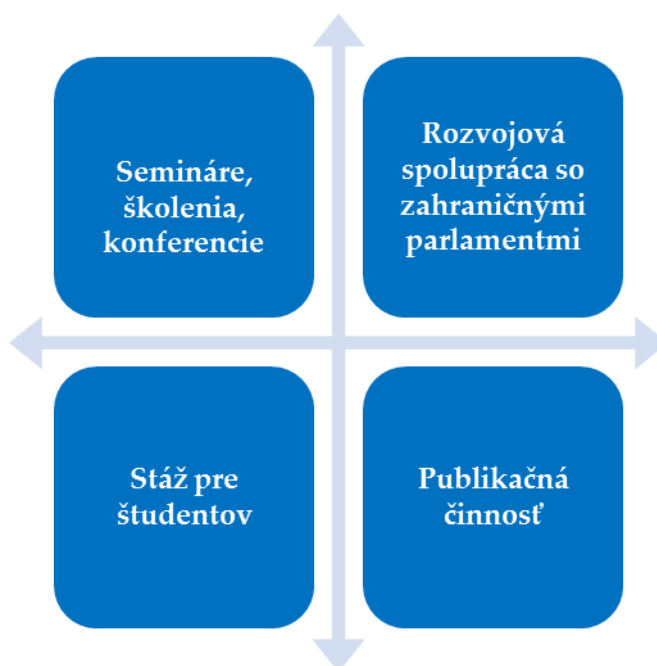 Semináre,
školenia,
konferencie
Rozvojová
spolupráca so
zahraničnými
parlamentmi
Stáž pre
študentov
Publikačná
činnosť